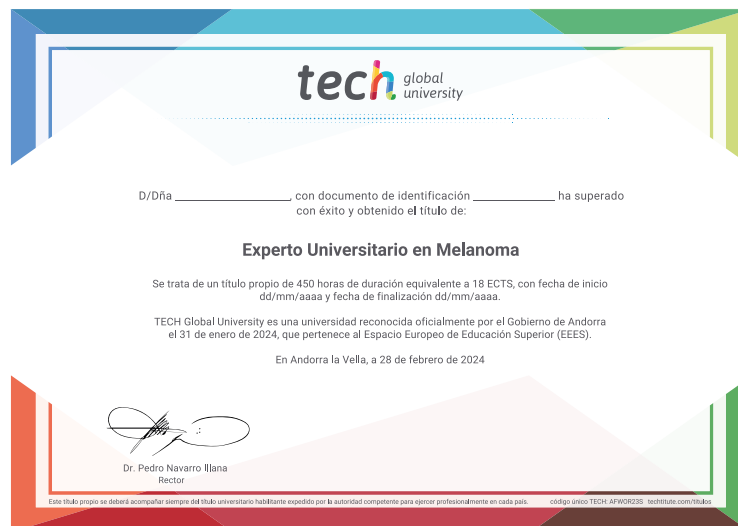 tech global university
D/Dña ____________________, con documento de identificación ______________ ha superado
con éxito y obtenido el título de:
Experto Universitario en Melanoma
Se trata de un título propio de 450 horas de duración equivalente a 18 ECTS, con fecha de inicio
dd/mm/aaaa y fecha de finalización dd/mm/aaaa.
TECH Global University es una universidad reconocida oficialmente por el Gobierno de Andorra
el 31 de enero de 2024, que pertenece al Espacio Europeo de Educación Superior (EEES).
En Andorra la Vella, a 28 de febrero de 2024
Dr. Pedro Navarro Illana
Rector
Este título propio se deberá acompañar siempre del título universitario habilitante expedido por la autoridad competente para ejercer profesionalmente en cada país. código único TECH: AFWOR23S techtitute.com/titulos